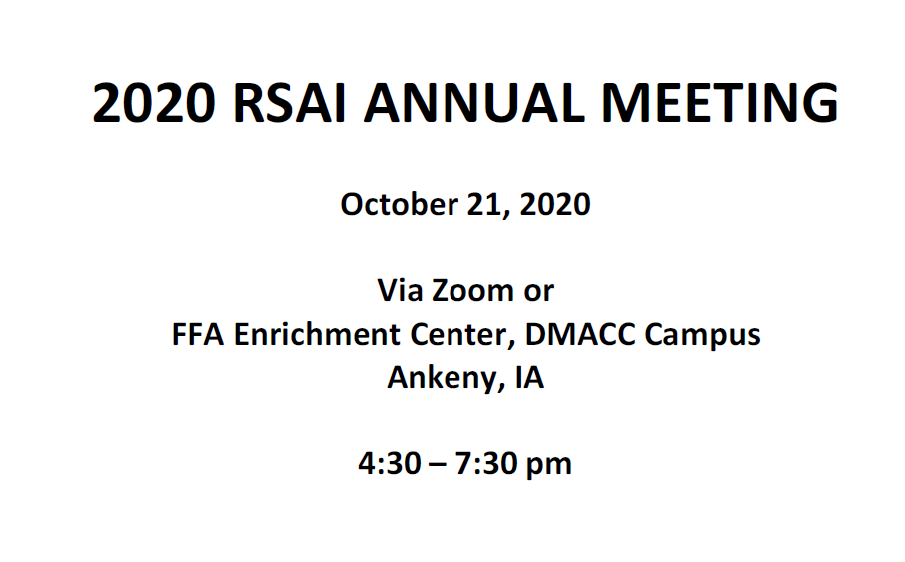 2020 RSAI ANNUAL MEETING
October 21, 2020
Via Zoom or
FFA Enrichment Center, DMACC Campus
Ankeny, IA
4:30 – 7:30 pm